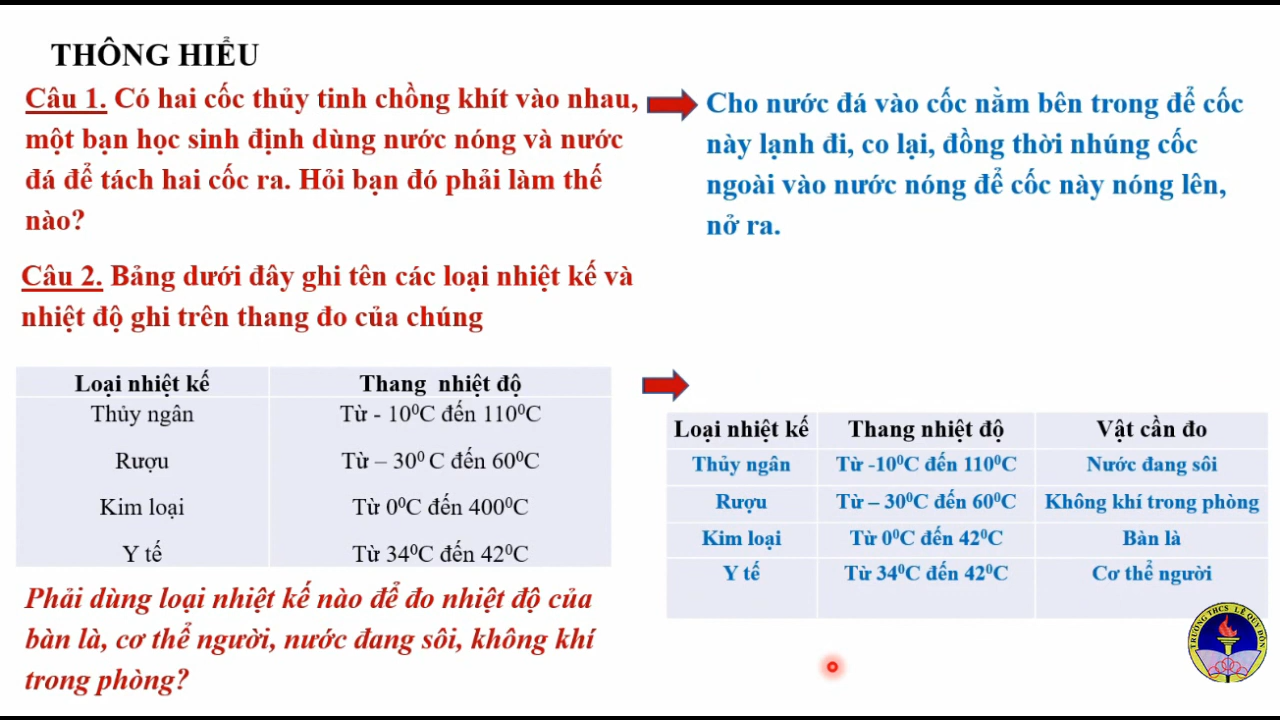 THÔNG HIỂU
Câu 1. Có hai cốc thủy tinh chồng khít vào nhau,
một bạn học sinh định dùng nước nóng và nước
đá để tách hai cốc ra. Hỏi bạn đó phải làm thế
nào?
Cho nước đá vào cốc nằm bên trong để cốc
này lạnh đi, co lại, đồng thời nhúng cốc
ngoài vào nước nóng để cốc này nóng lên,
nở ra.
Câu 2. Bảng dưới đây ghi tên các loại nhiệt kế và
nhiệt độ ghi trên thang đo của chúng
Loại nhiệt kế Thang nhiệt độ
Thủy ngân Từ - 10⁰C đến 110⁰C
Rượu Từ – 30⁰ C đến 60⁰C
Kim loại Từ 0⁰C đến 400⁰C
Y tế Từ 34⁰C đến 42⁰C
Phải dùng loại nhiệt kế nào để đo nhiệt độ của
bàn là, cơ thể người, nước đang sôi, không khí
trong phòng?
Loại nhiệt kế Thang nhiệt độ Vật cần đo
Thủy ngân Từ -10⁰C đến 110⁰C Nước đang sôi
Rượu Từ – 30⁰C đến 60⁰C Không khí trong phòng
Kim loại Từ 0⁰C đến 42⁰C Bàn là
Y tế Từ 34⁰C đến 42⁰C Cơ thể người
TRƯỜNG THCS LÊ QUÝ ĐÔN